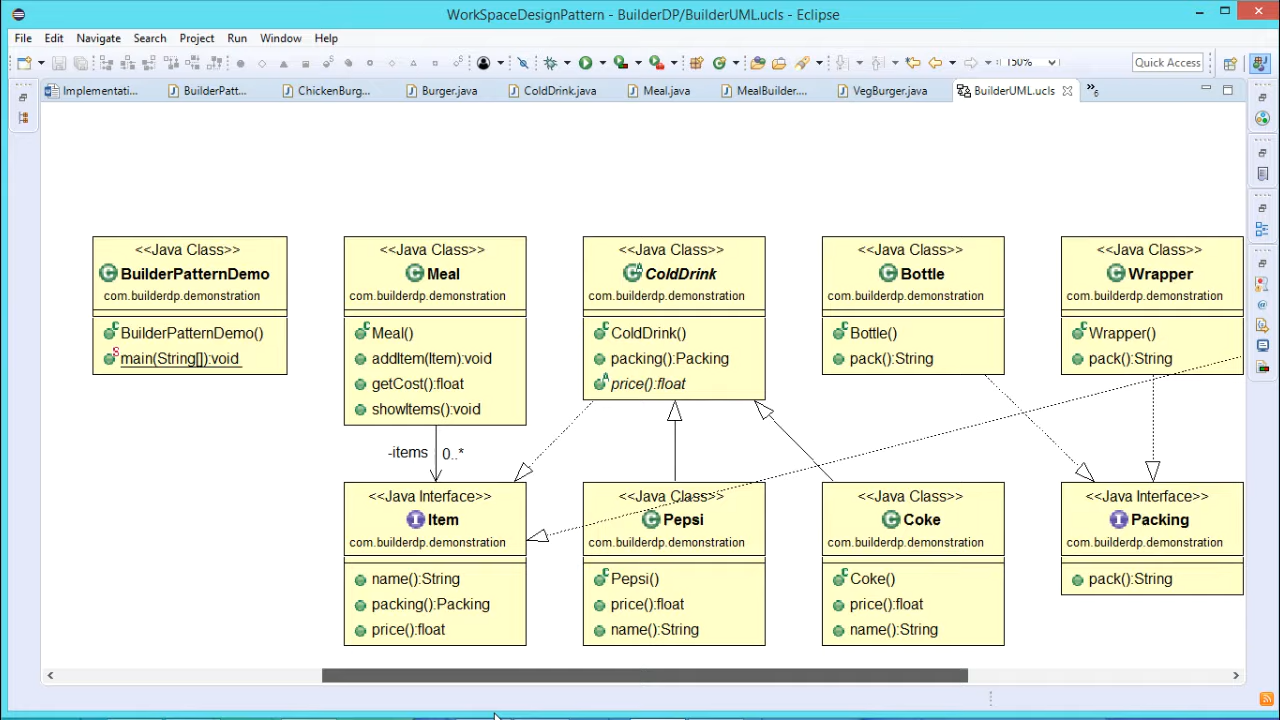 WorkSpaceDesignPattern - BuilderDP/BuilderUML.ucls - Eclipse
File Edit Navigate Search Project Run Window Help
150% Quick Access
Implementati... BuilderPatt... ChickenBurg... Burger.java ColdDrink.java Meal.java MealBuilder.... VegBurger.java BuilderUML.ucls »6
<<Java Class>>
BuilderPatternDemo
com.builderdp.demonstration
BuilderPatternDemo()
main(String[]):void
<<Java Class>>
Meal
com.builderdp.demonstration
Meal()
addItem(Item):void
getCost():float
showItems():void
<<Java Class>>
ColdDrink
com.builderdp.demonstration
ColdDrink()
packing():Packing
price():float
<<Java Class>>
Bottle
com.builderdp.demonstration
Bottle()
pack():String
<<Java Class>>
Wrapper
com.builderdp.demonstration
Wrapper()
pack():String
-items 0..*
<<Java Interface>>
Item
com.builderdp.demonstration
name():String
packing():Packing
price():float
<<Java Class>>
Pepsi
com.builderdp.demonstration
Pepsi()
price():float
name():String
<<Java Class>>
Coke
com.builderdp.demonstration
Coke()
price():float
name():String
<<Java Interface>>
Packing
com.builderdp.demonstration
pack():String